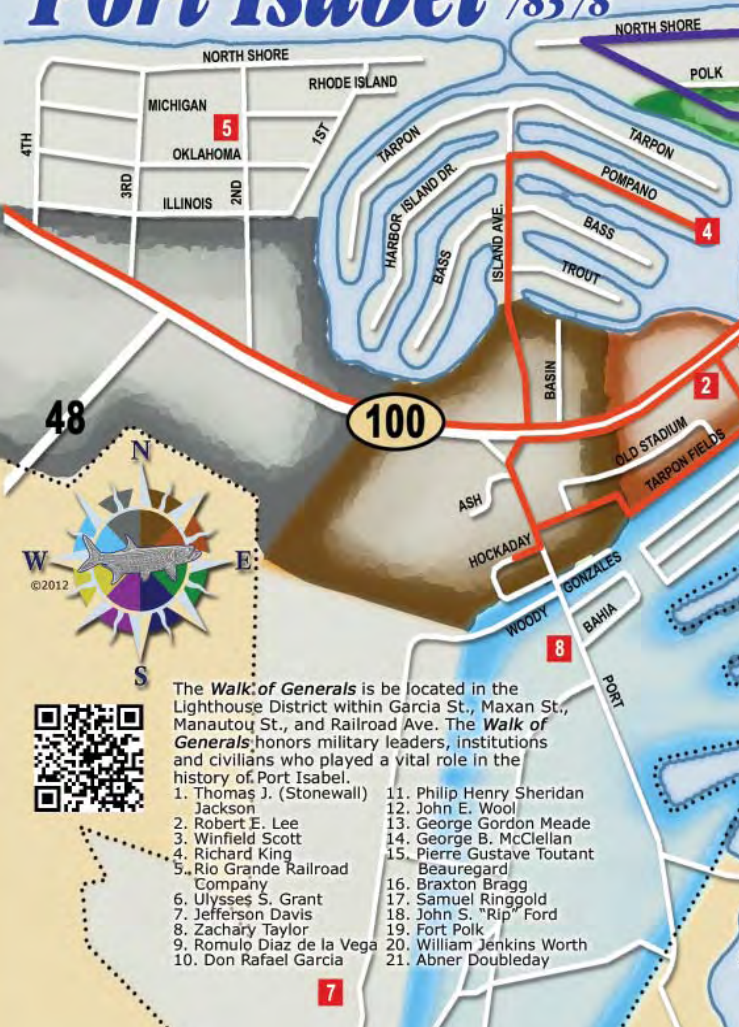 Port Isabel 78578
NORTH SHORE
NORTH SHORE
POLK
RHODE ISLAND
MICHIGAN
5
1ST
4TH
OKLAHOMA
3RD
2ND
ILLINOIS
TARPON
TARPON
ISLAND DR.
HARBOR
POMPANO
ISLAND AVE.
BASS
4
BASS
TROUT
BASIN
2
48
100
OLD STADIUM
TARPON FIELDS
ASH
HOCKADAY
GONZALES
WOODY
BAHIA
8
PORT
N
W
E
S
©2012
The Walk of Generals is be located in the
Lighthouse District within Garcia St., Maxan St.,
Manautou St., and Railroad Ave. The Walk of
Generals honors military leaders, institutions
and civilians who played a vital role in the
history of Port Isabel.
1. Thomas J. (Stonewall)
Jackson
2. Robert E. Lee
3. Winfield Scott
4. Richard King
5. Rio Grande Railroad
Company
6. Ulysses S. Grant
7. Jefferson Davis
8. Zachary Taylor
9. Romulo Diaz de la Vega
10. Don Rafael Garcia
11. Philip Henry Sheridan
12. John E. Wool
13. George Gordon Meade
14. George B. McClellan
15. Pierre Gustave Toutant
Beauregard
16. Braxton Bragg
17. Samuel Ringgold
18. John S. "Rip" Ford
19. Fort Polk
20. William Jenkins Worth
21. Abner Doubleday
7